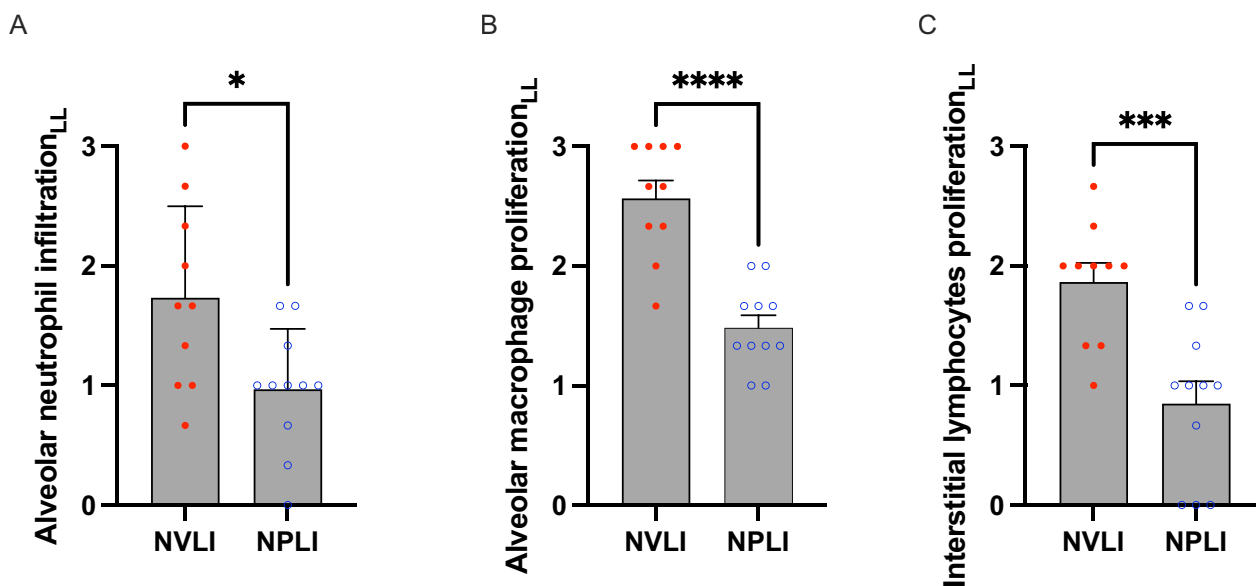 A
Alveolar neutrophil infiltrationLL
3
2
1
0
*
NVLI
NPLI
B
Alveolar macrophage proliferationLL
3
2
1
0
****
NVLI
NPLI
C
Interstitial lymphocytes proliferationLL
3
2
1
0
***
NVLI
NPLI